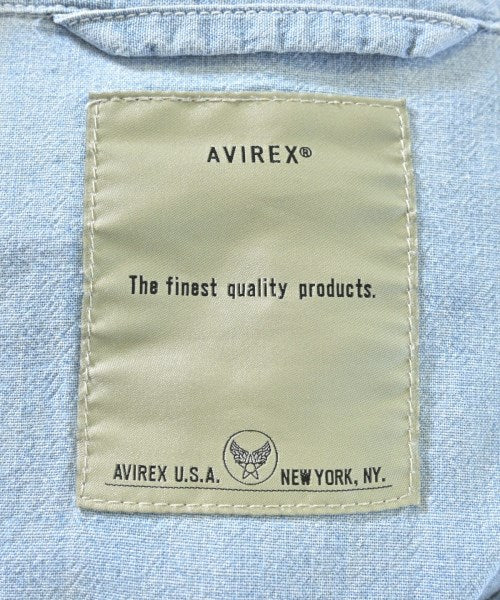 AVIREX®
The finest quality products.
AVIREX U.S.A. NEW YORK, NY.